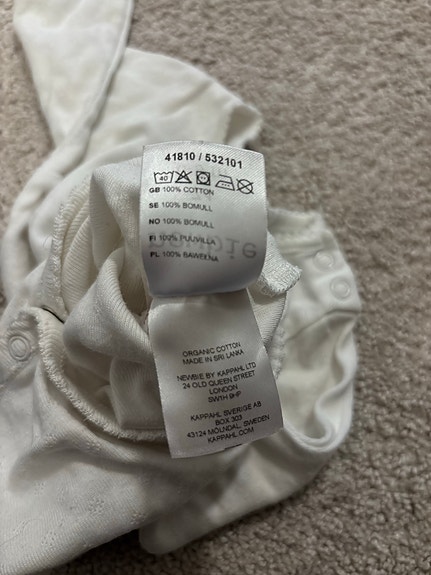 41810 / 532101
40
GB 100% COTTON
SE 100% BOMULL
NO 100% BOMULL
FI 100% PUUVILLA
PL 100% BAWEŁNA
ORGANIC COTTON
MADE IN SRI LANKA
NEWBIE BY KAPPAHL LTD
24 OLD QUEEN STREET
LONDON
SW1H 9HP
KAPPAHL SVERIGE AB
BOX 303
43124 MÖLNDAL, SWEDEN
KAPPAHL.COM